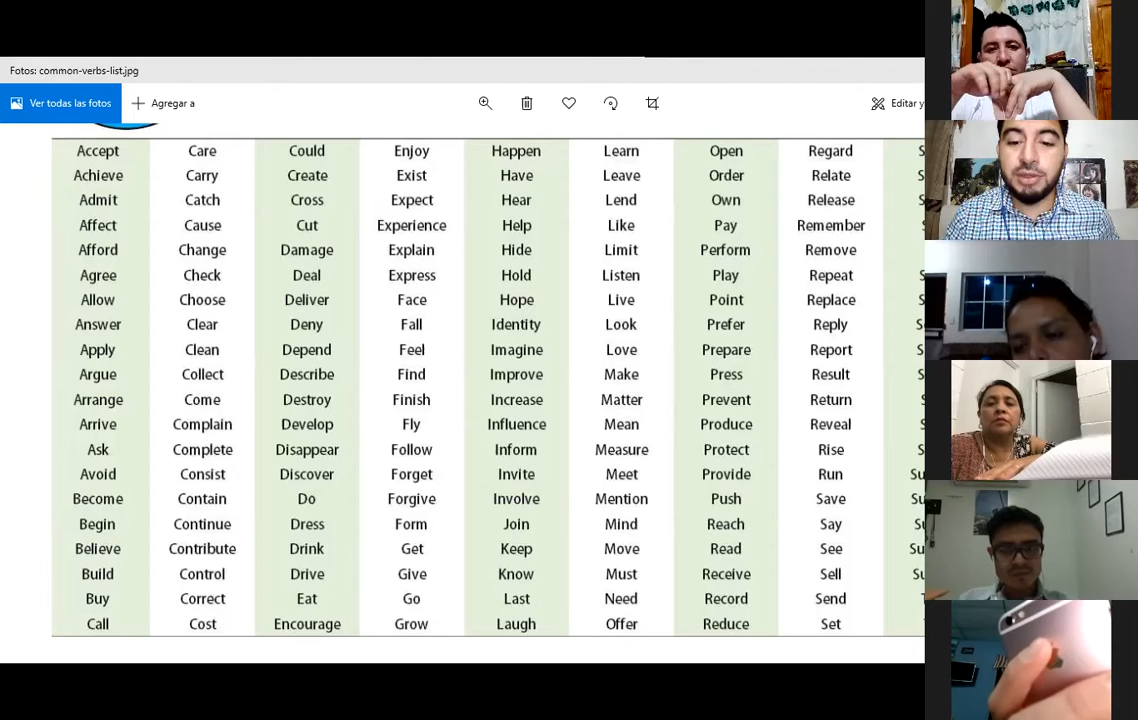 Fotos: common-verbs-list.jpg
Ver todas las fotos Agregar a Editar y
Accept Care Could Enjoy Happen Learn Open Regard S
Achieve Carry Create Exist Have Leave Order Relate S
Admit Catch Cross Expect Hear Lend Own Release S
Affect Cause Cut Experience Help Like Pay Remember
Afford Change Damage Explain Hide Limit Perform Remove
Agree Check Deal Express Hold Listen Play Repeat
Allow Choose Deliver Face Hope Live Point Replace
Answer Clear Deny Fall Identity Look Prefer Reply S
Apply Clean Depend Feel Imagine Love Prepare Report
Argue Collect Describe Find Improve Make Press Result
Arrange Come Destroy Finish Increase Matter Prevent Return
Arrive Complain Develop Fly Influence Mean Produce Reveal
Ask Complete Disappear Follow Inform Measure Protect Rise
Avoid Consist Discover Forget Invite Meet Provide Run Su
Become Contain Do Forgive Involve Mention Push Save Su
Begin Continue Dress Form Join Mind Reach Say Su
Believe Contribute Drink Get Keep Move Read See Su
Build Control Drive Give Know Must Receive Sell Su
Buy Correct Eat Go Last Need Record Send
Call Cost Encourage Grow Laugh Offer Reduce Set